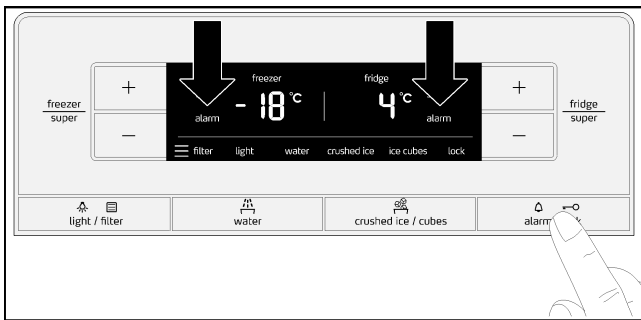 freezer fridge
alarm -18 °C 4 °C alarm
+ +
freezer fridge
super super
− −
filter light water crushed ice ice cubes lock
light / filter water crushed ice / cubes alarm